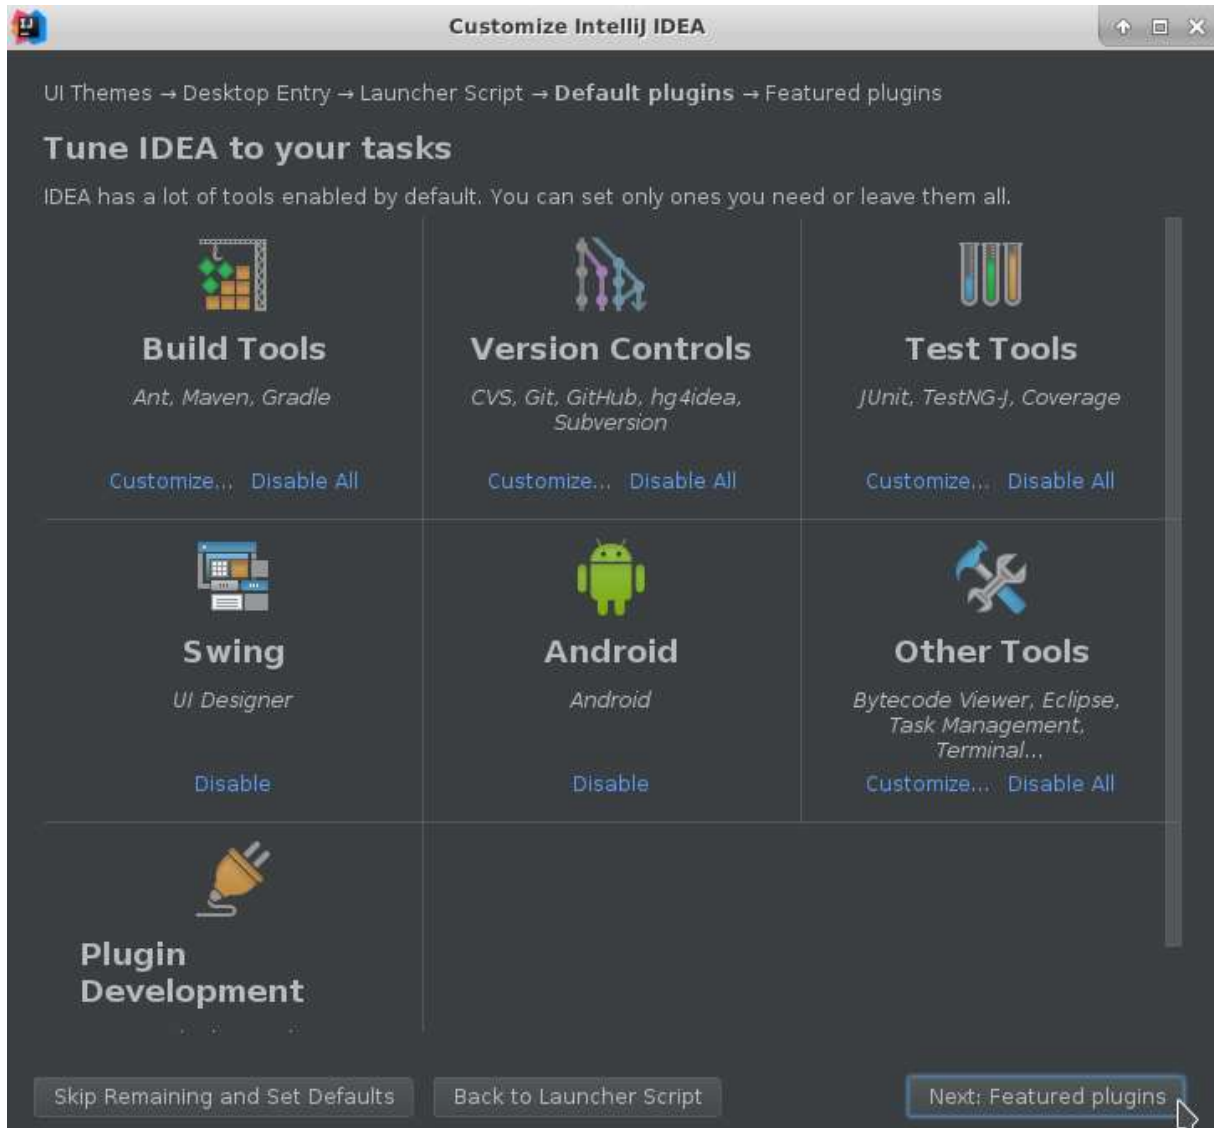 Customize IntelliJ IDEA
UI Themes → Desktop Entry → Launcher Script → Default plugins → Featured plugins
Tune IDEA to your tasks
IDEA has a lot of tools enabled by default. You can set only ones you need or leave them all.
Build Tools
Ant, Maven, Gradle
Customize... Disable All
Version Controls
CVS, Git, GitHub, hg4idea,
Subversion
Customize... Disable All
Test Tools
JUnit, TestNG-J, Coverage
Customize... Disable All
Swing
UI Designer
Disable
Android
Android
Disable
Other Tools
Bytecode Viewer, Eclipse,
Task Management,
Terminal...
Customize... Disable All
Plugin
Development
Skip Remaining and Set Defaults
Back to Launcher Script
Next: Featured plugins